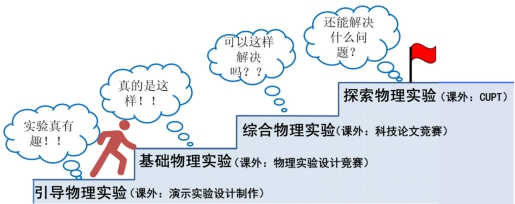 还能解决
什么问
题？
可以这样
解决
吗？？
真的是这
样！！
实验真有
趣！！
探索物理实验(课外：CUPT)
综合物理实验(课外：科技论文竞赛)
基础物理实验(课外：物理实验设计竞赛)
引导物理实验(课外：演示实验设计制作)